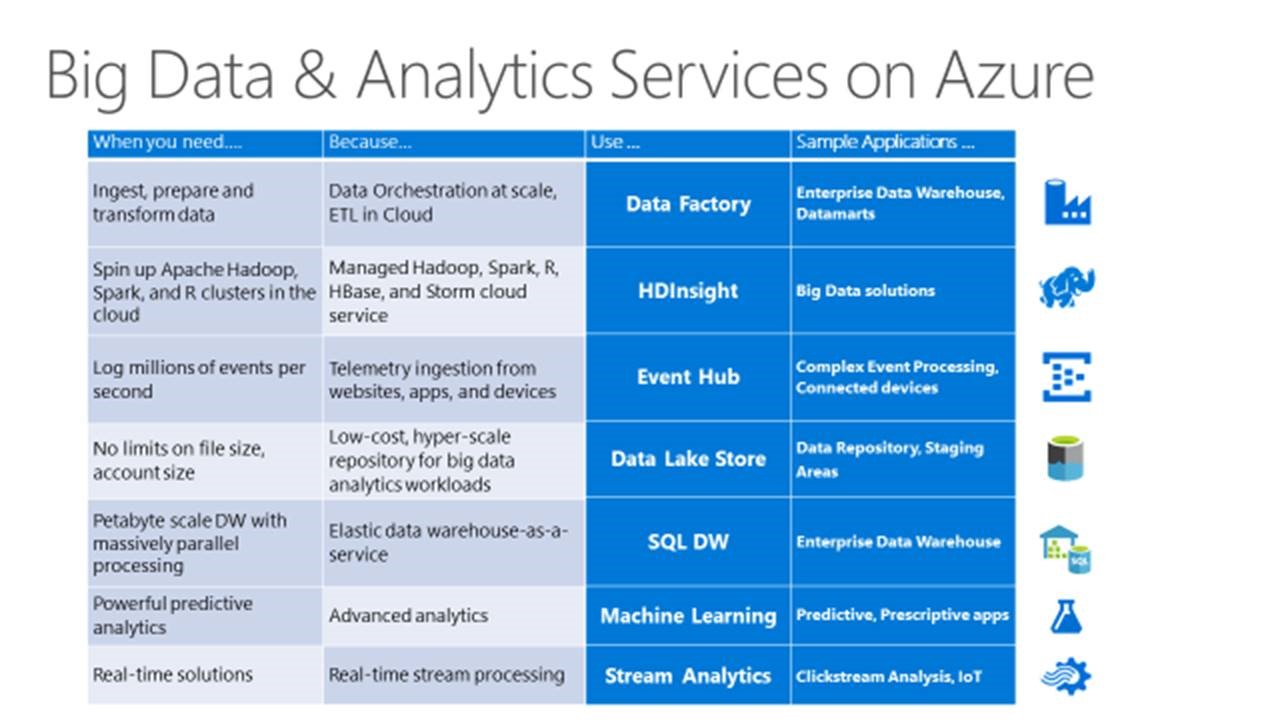 Big Data & Analytics Services on Azure
When you need....
Because...
Use ...
Sample Applications ...
Ingest, prepare and
transform data
Data Orchestration at scale,
ETL in Cloud
Data Factory
Enterprise Data Warehouse,
Datamarts
Spin up Apache Hadoop,
Spark, and R clusters in the
cloud
Managed Hadoop, Spark, R,
HBase, and Storm cloud
service
HDInsight
Big Data solutions
Log millions of events per
second
Telemetry ingestion from
websites, apps, and devices
Event Hub
Complex Event Processing,
Connected devices
No limits on file size,
account size
Low-cost, hyper-scale
repository for big data
analytics workloads
Data Lake Store
Data Repository, Staging
Areas
Petabyte scale DW with
massively parallel
processing
Elastic data warehouse-as-a-
service
SQL DW
Enterprise Data Warehouse
SQL
Powerful predictive
analytics
Advanced analytics
Machine Learning
Predictive, Prescriptive apps
Real-time solutions
Real-time stream processing
Stream Analytics
Clickstream Analysis, IoT